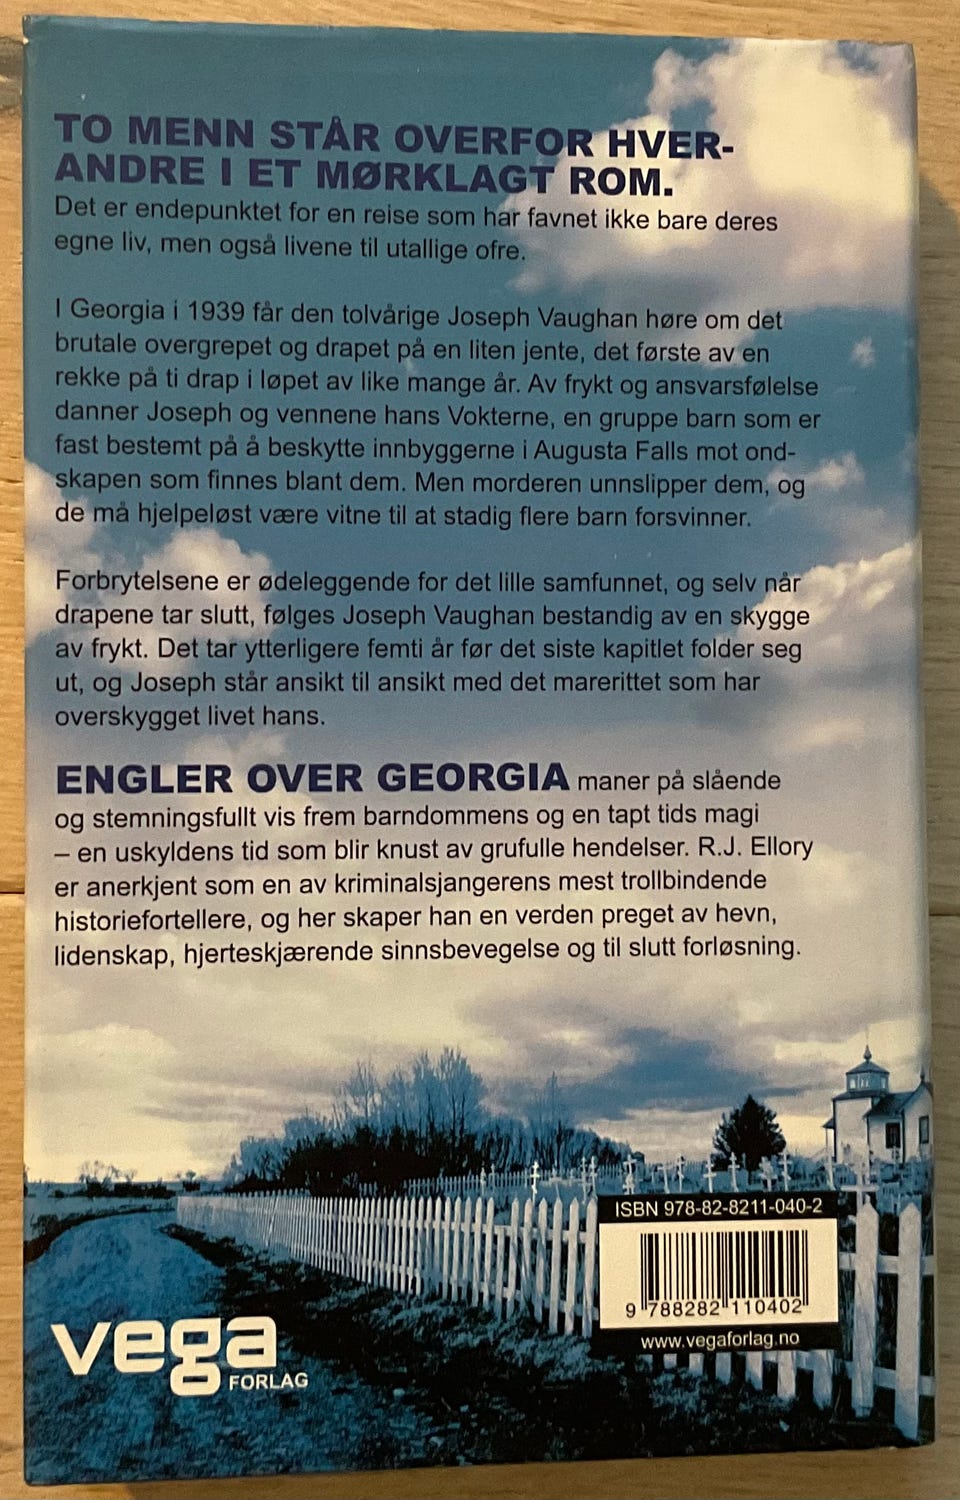 TO MENN STÅR OVERFOR HVER-
ANDRE I ET MØRKLAGT ROM.
Det er endepunktet for en reise som har favnet ikke bare deres
egne liv, men også livene til utallige ofre.
I Georgia i 1939 får den tolvårige Joseph Vaughan høre om det
brutale overgrepet og drapet på en liten jente, det første av en
rekke på ti drap i løpet av like mange år. Av frykt og ansvarsfølelse
danner Joseph og vennene hans Vokterne, en gruppe barn som er
fast bestemt på å beskytte innbyggerne i Augusta Falls mot ond-
skapen som finnes blant dem. Men morderen unnslipper dem, og
de må hjelpeløst være vitne til at stadig flere barn forsvinner.
Forbrytelsene er ødeleggende for det lille samfunnet, og selv når
drapene tar slutt, følges Joseph Vaughan bestandig av en skygge
av frykt. Det tar ytterligere femti år før det siste kapitlet folder seg
ut, og Joseph står ansikt til ansikt med det marerittet som har
overskygget livet hans.
ENGLER OVER GEORGIA maner på slående
og stemningsfullt vis frem barndommens og en tapt tids magi
– en uskyldens tid som blir knust av grufulle hendelser. R.J. Ellory
er anerkjent som en av kriminalsjangerens mest trollbindende
historiefortellere, og her skaper han en verden preget av hevn,
lidenskap, hjerteskjærende sinnsbevegelse og til slutt forløsning.
ISBN 978-82-8211-040-2
9 788282 110402
www.vegaforlag.no
vega
FORLAG